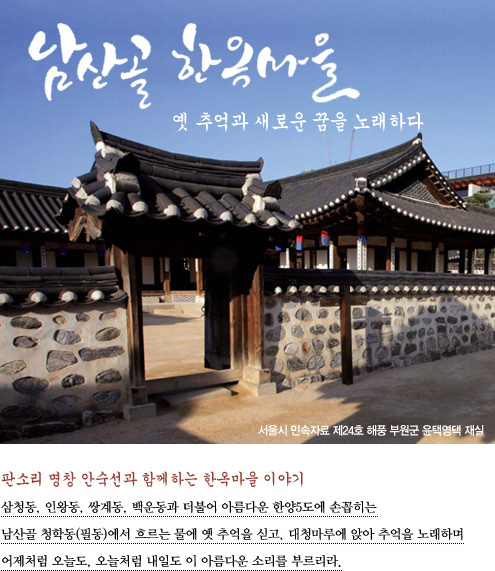 남산골 한옥마을
옛 추억과 새로운 꿈을 노래하다
서울시 민속자료 제24호 해풍 부원군 윤택영댁 재실
판소리 명창 안숙선과 함께하는 한옥마을 이야기
삼청동, 인왕동, 쌍계동, 백운동과 더불어 아름다운 한양5도에 손꼽히는
남산골 청학동(필동)에서 흐르는 물에 옛 추억을 싣고, 대청마루에 앉아 추억을 노래하며
어제처럼 오늘도, 오늘처럼 내일도 이 아름다운 소리를 부르리라.